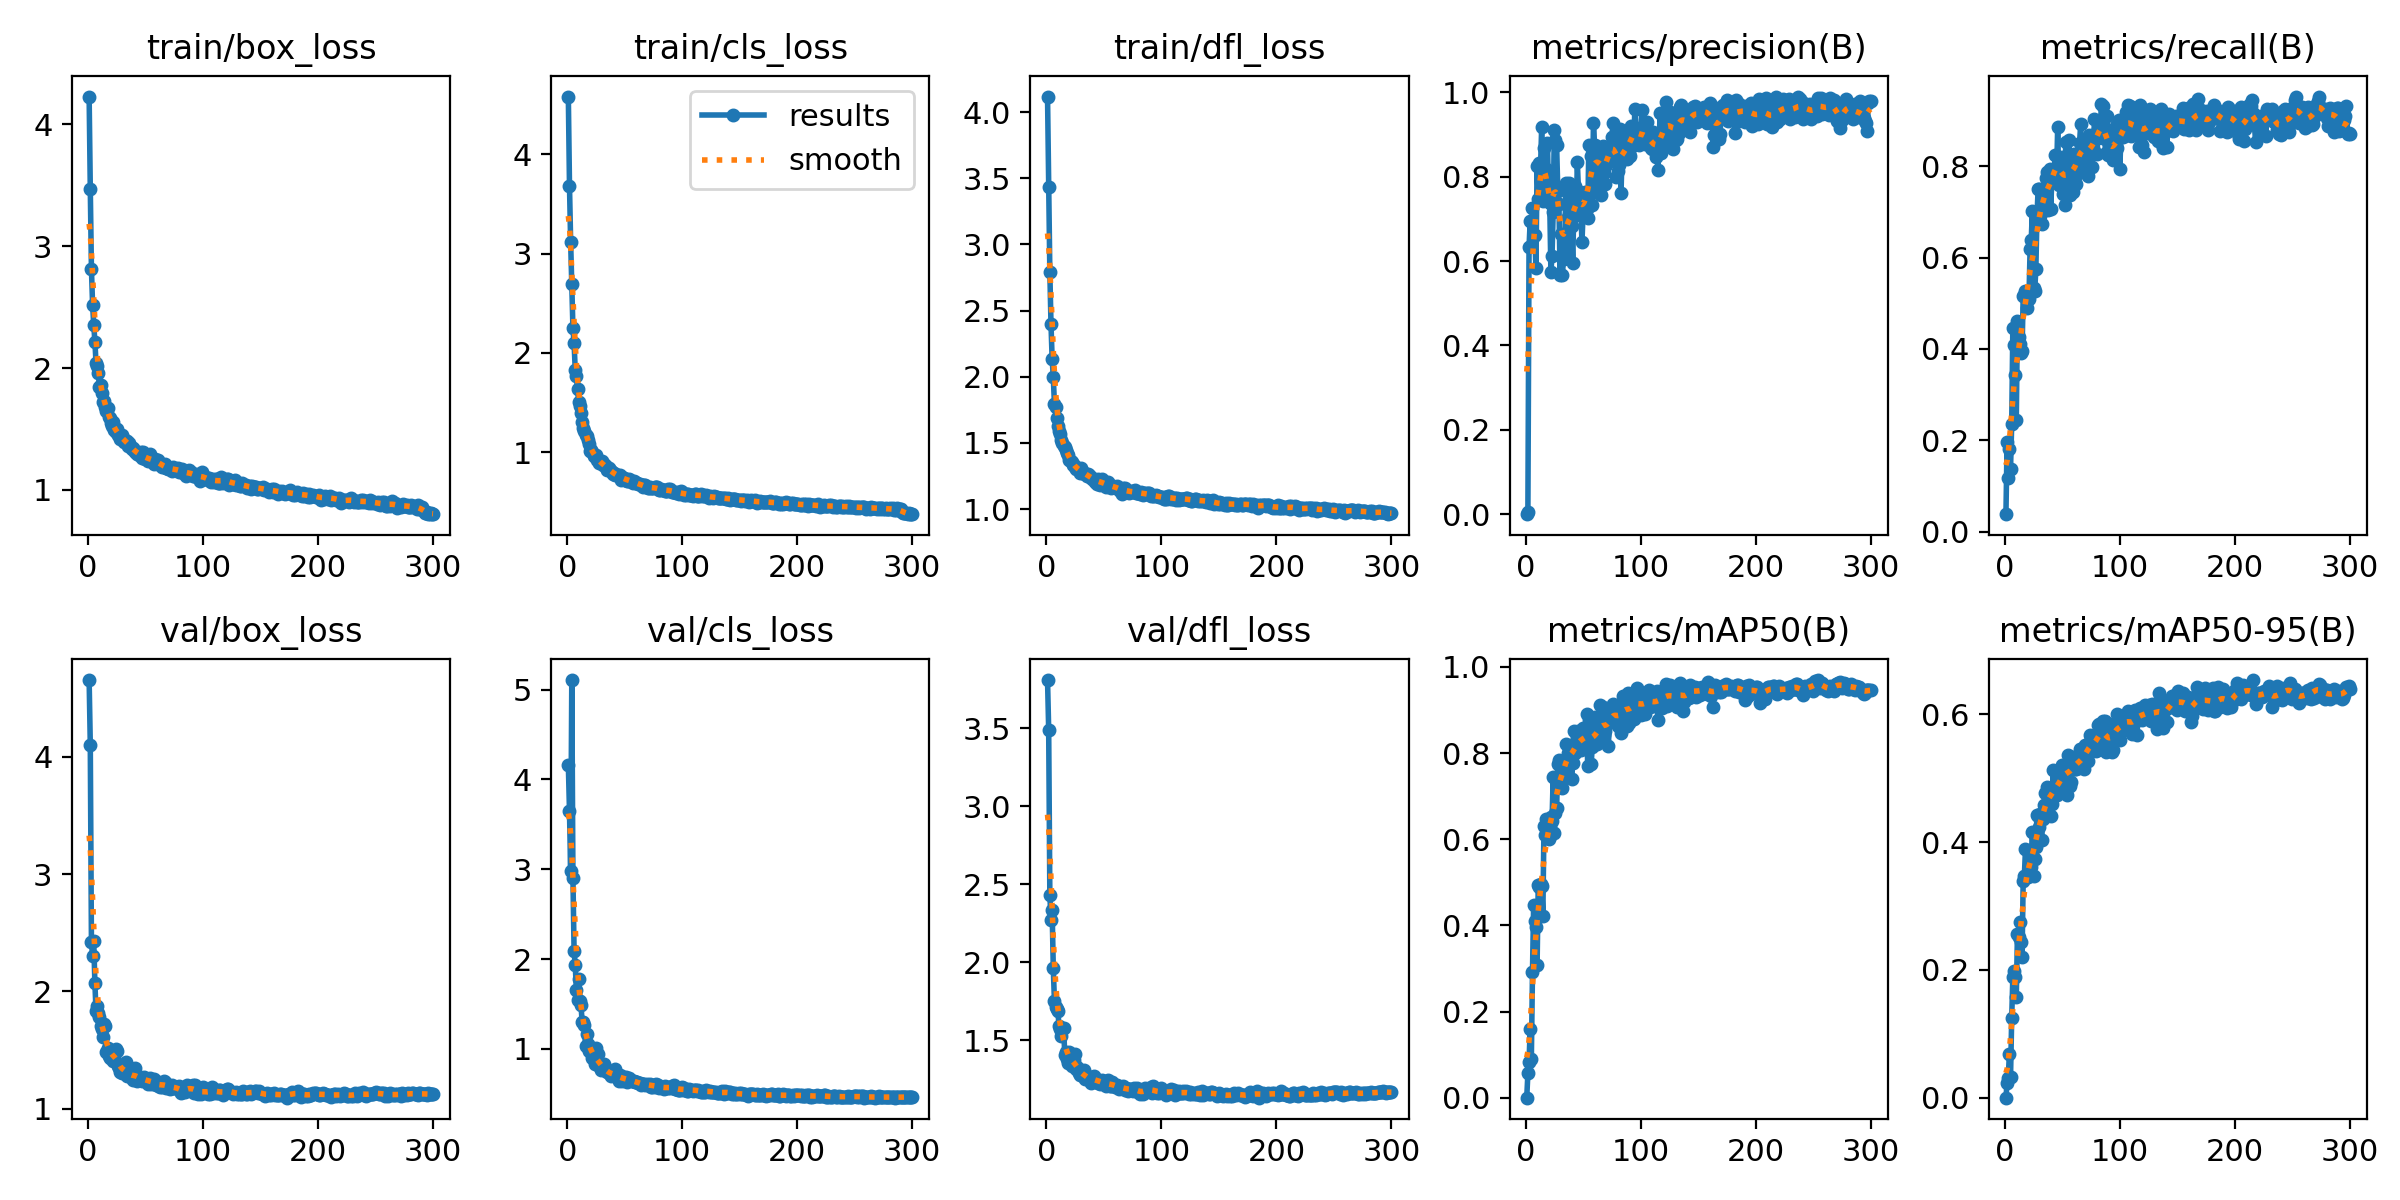 train/box_loss
4
3
2
1
0 100 200 300
train/cls_loss
results
smooth
4
3
2
1
0 100 200 300
train/dfl_loss
4.0
3.5
3.0
2.5
2.0
1.5
1.0
0 100 200 300
metrics/precision(B)
1.0
0.8
0.6
0.4
0.2
0.0
0 100 200 300
metrics/recall(B)
0.8
0.6
0.4
0.2
0.0
0 100 200 300
val/box_loss
4
3
2
1
0 100 200 300
val/cls_loss
5
4
3
2
1
0 100 200 300
val/dfl_loss
3.5
3.0
2.5
2.0
1.5
0 100 200 300
metrics/mAP50(B)
1.0
0.8
0.6
0.4
0.2
0.0
0 100 200 300
metrics/mAP50-95(B)
0.6
0.4
0.2
0.0
0 100 200 300